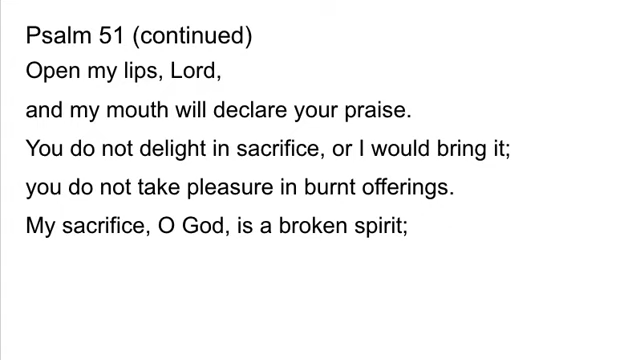 Psalm 51 (continued)
Open my lips, Lord,
and my mouth will declare your praise.
You do not delight in sacrifice, or I would bring it;
you do not take pleasure in burnt offerings.
My sacrifice, O God, is a broken spirit;